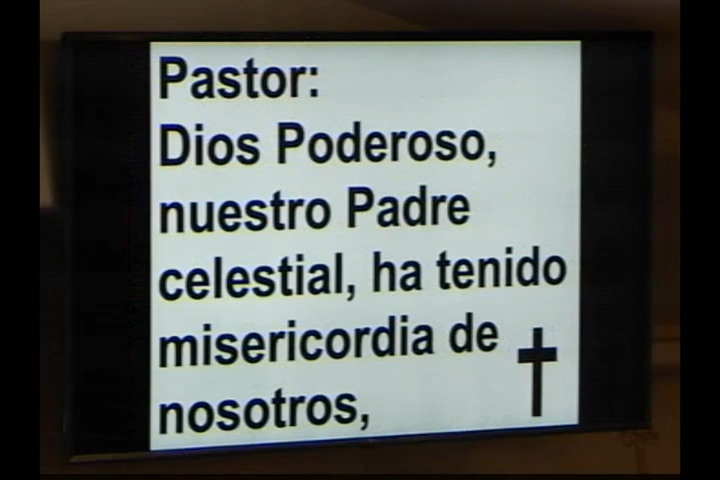 Pastor:
Dios Poderoso,
nuestro Padre
celestial, ha tenido
misericordia de
nosotros,